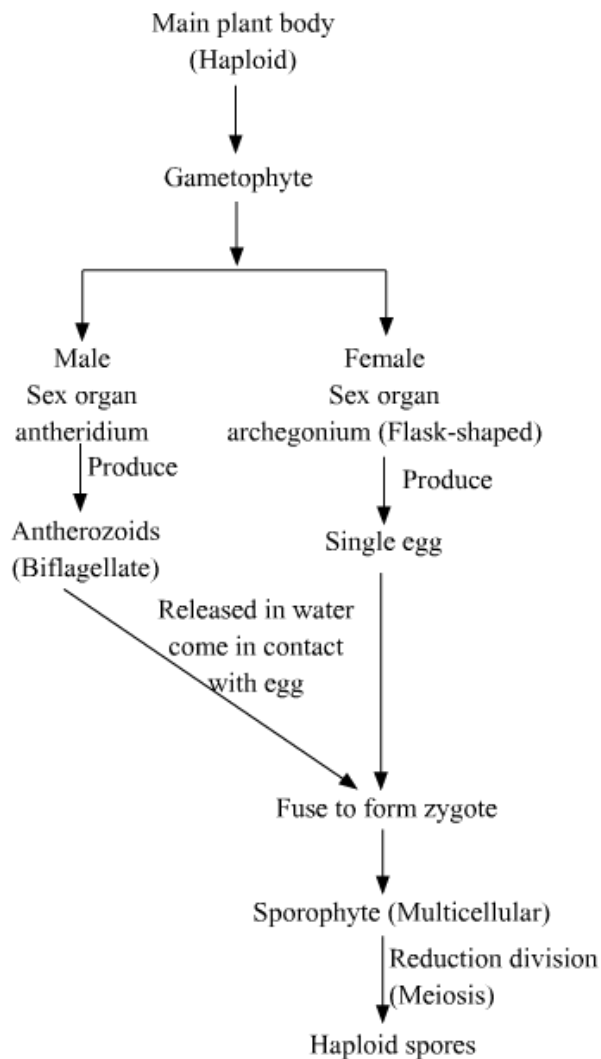 Main plant body
(Haploid)
Gametophyte
Male
Sex organ
antheridium
Female
Sex organ
archegonium (Flask-shaped)
Produce
Produce
Antherozoids
(Biflagellate)
Single egg
Released in water
come in contact
with egg
Fuse to form zygote
Sporophyte (Multicellular)
Reduction division
(Meiosis)
Haploid spores